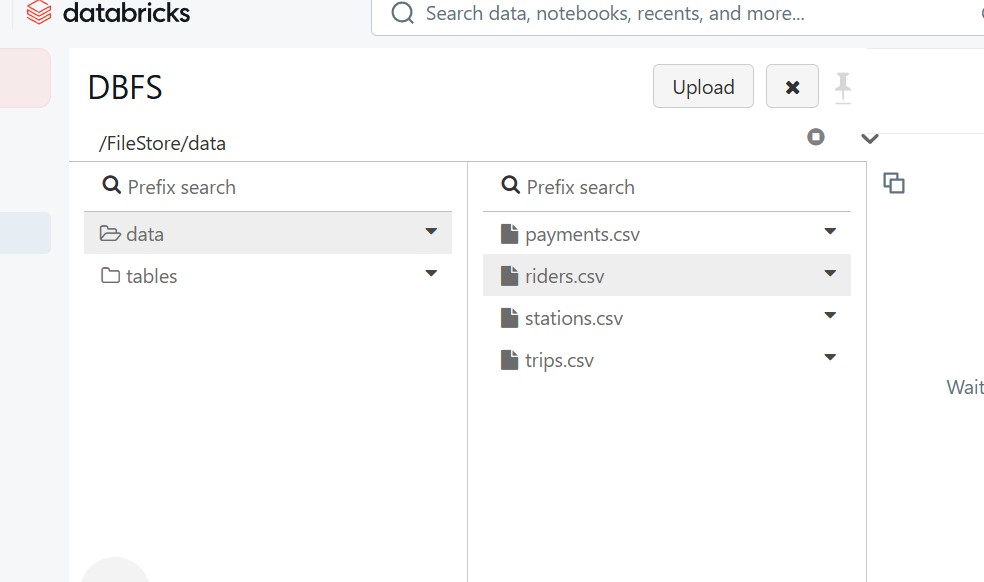 databricks
Search data, notebooks, recents, and more...
DBFS
Upload
/FileStore/data
Prefix search
data
tables
Prefix search
payments.csv
riders.csv
stations.csv
trips.csv
Wait